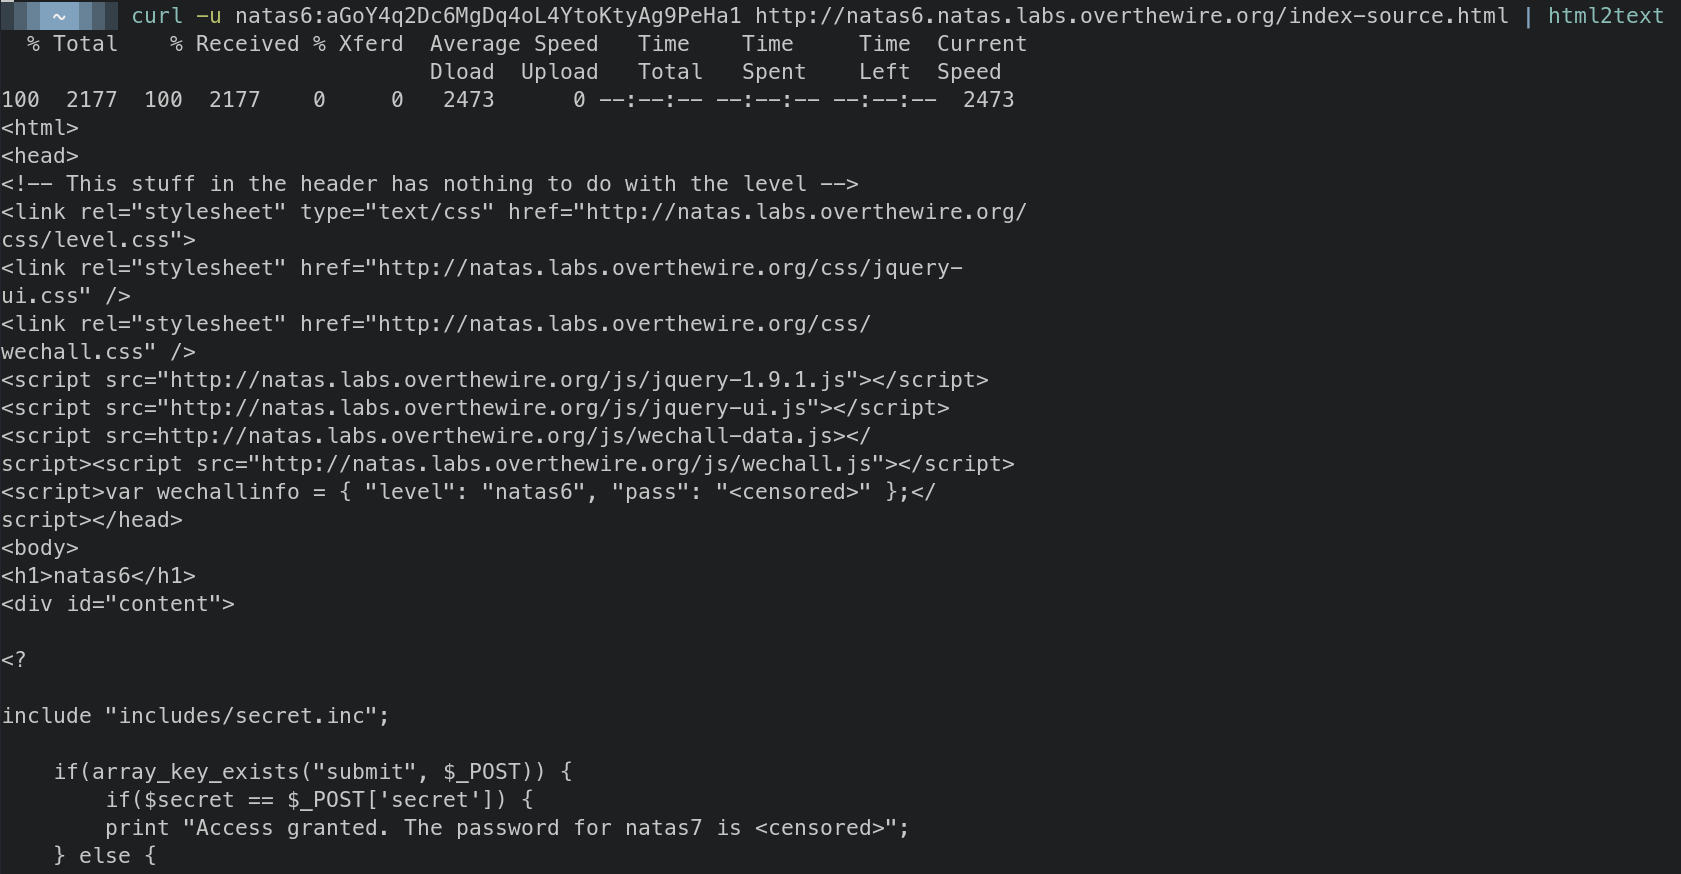 ~ curl -u natas6:aGoY4q2Dc6MgDq4oL4YtoKtyAg9PeHa1 http://natas6.natas.labs.overthewire.org/index-source.html | html2text
% Total % Received % Xferd Average Speed Time Time Time Current
Dload Upload Total Spent Left Speed
100 2177 100 2177 0 0 2473 0 --:--:-- --:--:-- --:--:-- 2473
<html>
<head>
<!-- This stuff in the header has nothing to do with the level -->
<link rel="stylesheet" type="text/css" href="http://natas.labs.overthewire.org/
css/level.css">
<link rel="stylesheet" href="http://natas.labs.overthewire.org/css/jquery-
ui.css" />
<link rel="stylesheet" href="http://natas.labs.overthewire.org/css/
wechall.css" />
<script src="http://natas.labs.overthewire.org/js/jquery-1.9.1.js"></script>
<script src="http://natas.labs.overthewire.org/js/jquery-ui.js"></script>
<script src=http://natas.labs.overthewire.org/js/wechall-data.js></
script><script src="http://natas.labs.overthewire.org/js/wechall.js"></script>
<script>var wechallinfo = { "level": "natas6", "pass": "<censored>" };</
script></head>
<body>
<h1>natas6</h1>
<div id="content">
<?
include "includes/secret.inc";
if(array_key_exists("submit", $_POST)) {
if($secret == $_POST['secret']) {
print "Access granted. The password for natas7 is <censored>";
} else {